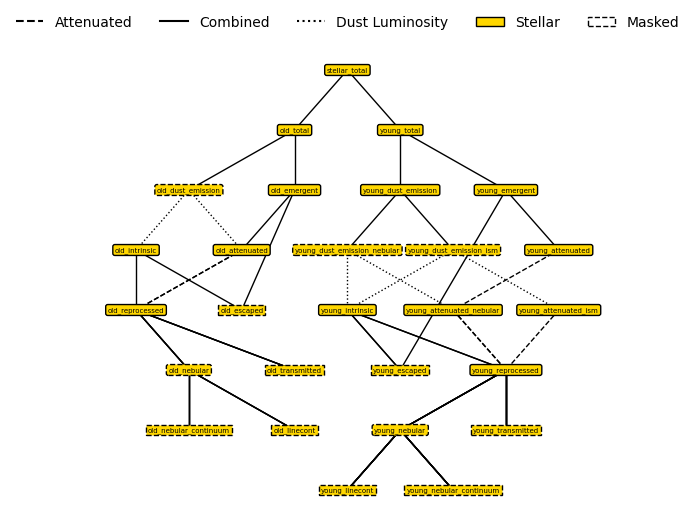 Attenuated Combined Dust Luminosity Stellar Masked
stellar_total
old_total young_total
old_dust_emission old_emergent young_dust_emission young_emergent
old_intrinsic old_attenuated young_dust_emission_nebular young_dust_emission_ism young_attenuated
old_reprocessed old_escaped young_intrinsic young_attenuated_nebular young_attenuated_ism
old_nebular old_transmitted young_escaped young_reprocessed
old_nebular_continuum old_linecont young_nebular young_transmitted
young_linecont young_nebular_continuum